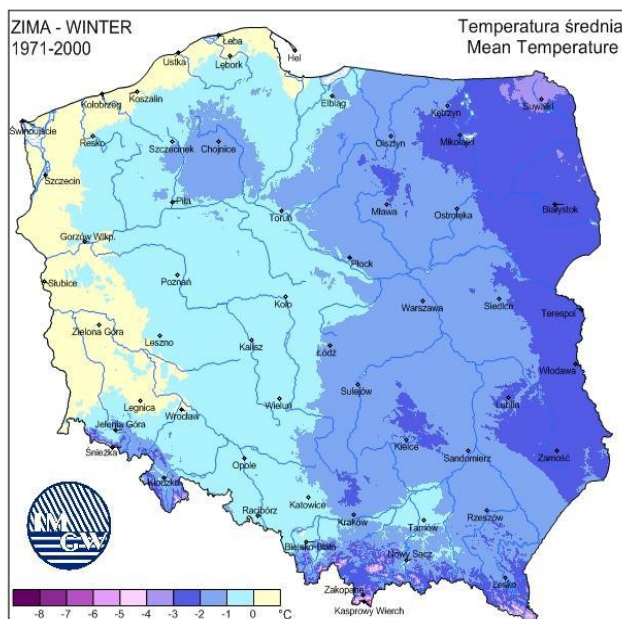 ZIMA - WINTER
1971-2000
Temperatura średnia
Mean Temperature
Łeba
Hel
Ustka
Lębork
Koszalin
Kołobrzeg
Elbląg
Kętrzyn
Suwałki
Świnoujście
Resko
Szczecinek
Chojnice
Olsztyn
Mikołajki
Szczecin
Piła
Toruń
Mława
Ostrołęka
Białystok
Gorzów Wlkp.
Płock
Słubice
Poznań
Koło
Warszawa
Siedlce
Terespol
Zielona Góra
Leszno
Kalisz
Łódź
Włodawa
Sulejów
Legnica
Wrocław
Wieluń
Lublin
Jelenia Góra
Śnieżka
Kielce
Sandomierz
Zamość
Opole
Kłodzko
Racibórz
Katowice
Kraków
Tarnów
Rzeszów
Bielsko-Biała
Nowy Sącz
Lesko
Zakopane
Kasprowy Wierch
IM
GW
-8 -7 -6 -5 -4 -3 -2 -1 0 °C